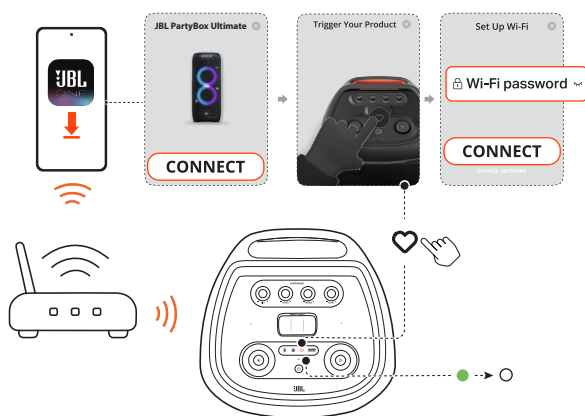 JBL
ONE
JBL PartyBox Ultimate
CONNECT
Trigger Your Product
Set Up Wi-Fi
Wi-Fi password
CONNECT
CHANGE NETWORK
JBL